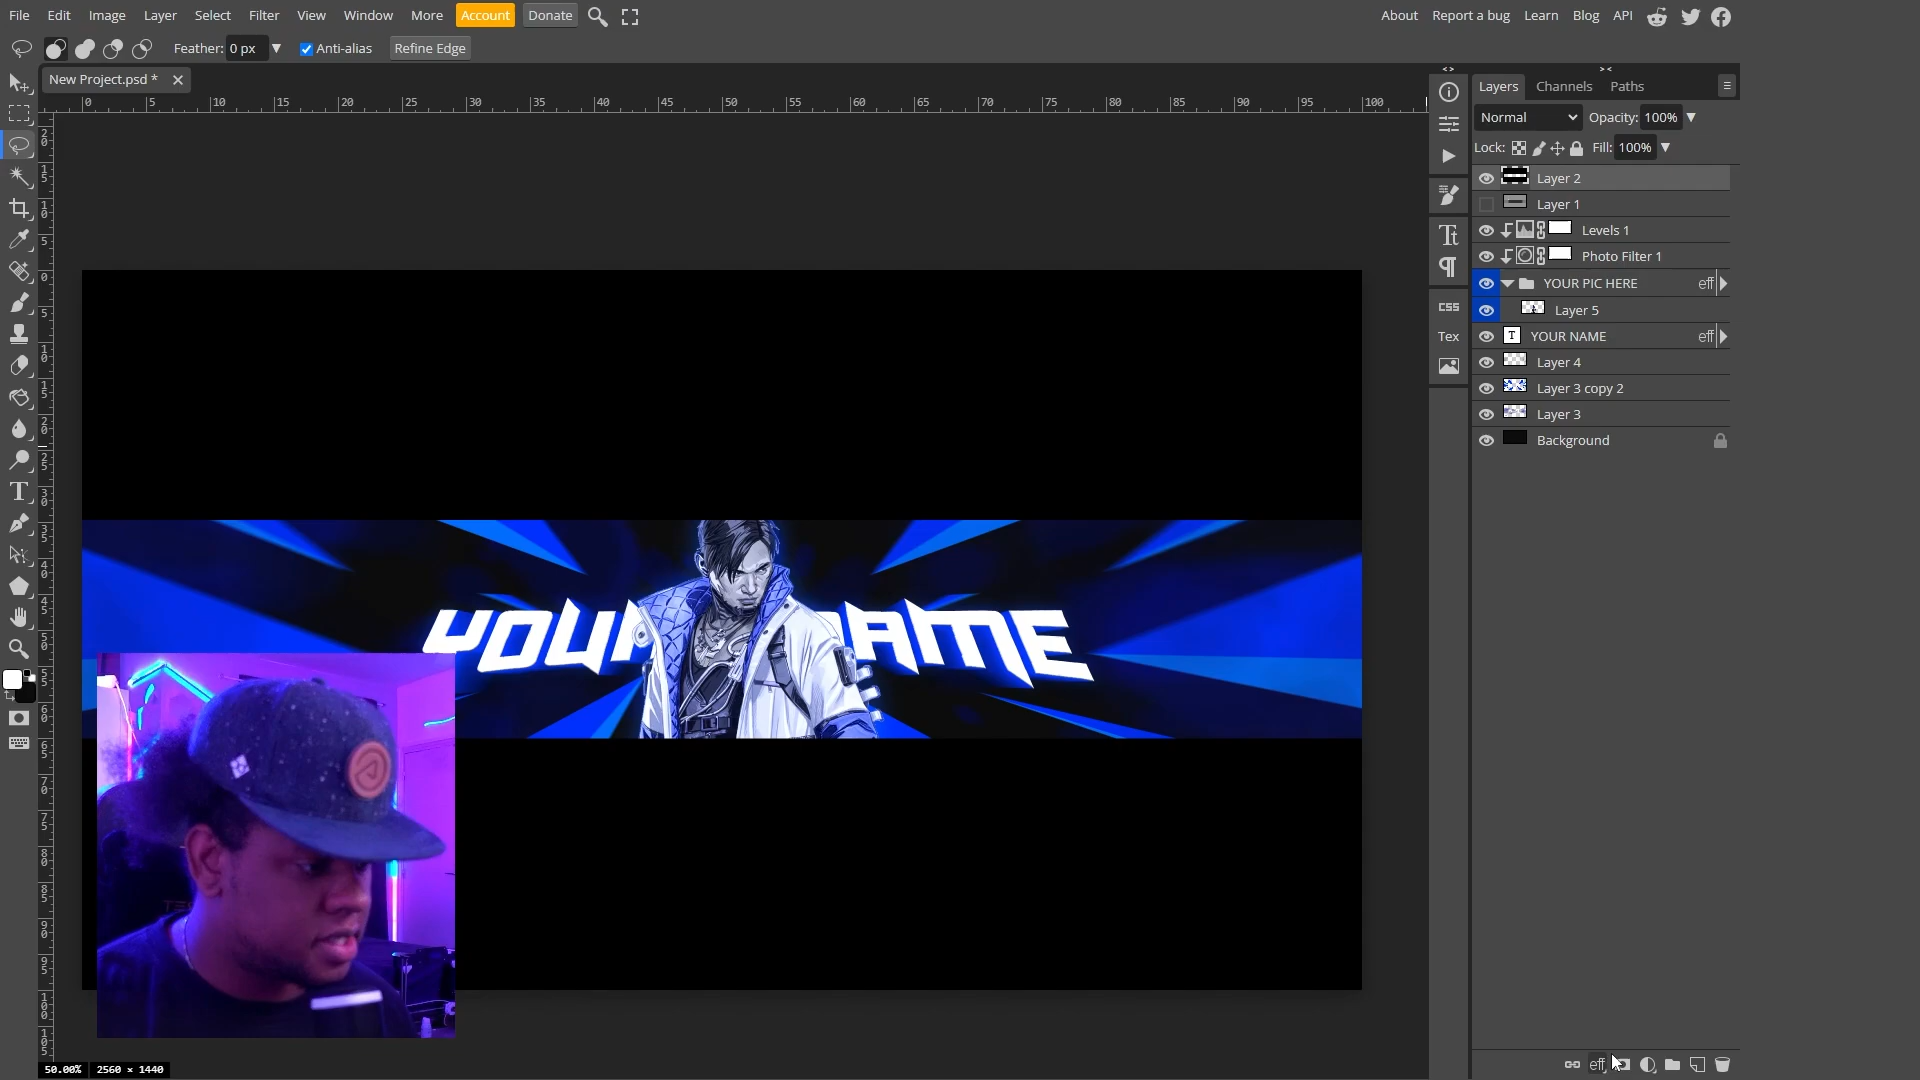 File Edit Image Layer Select Filter View Window More Account Donate
About Report a bug Learn Blog API
Feather: 0 px Anti-alias Refine Edge
New Project.psd *
0 5 10 15 20 25 30 35 40 45 50 55 60 65 70 75 80 85 90 95 100
Layers Channels Paths
Normal Opacity: 100%
Lock: Fill: 100%
Layer 2
Layer 1
Levels 1
Photo Filter 1
YOUR PIC HERE eff
Layer 5
YOUR NAME eff
Layer 4
Layer 3 copy 2
Layer 3
Background
CSS
Tex
YOUR AME
50.00% 2560 × 1440
eff